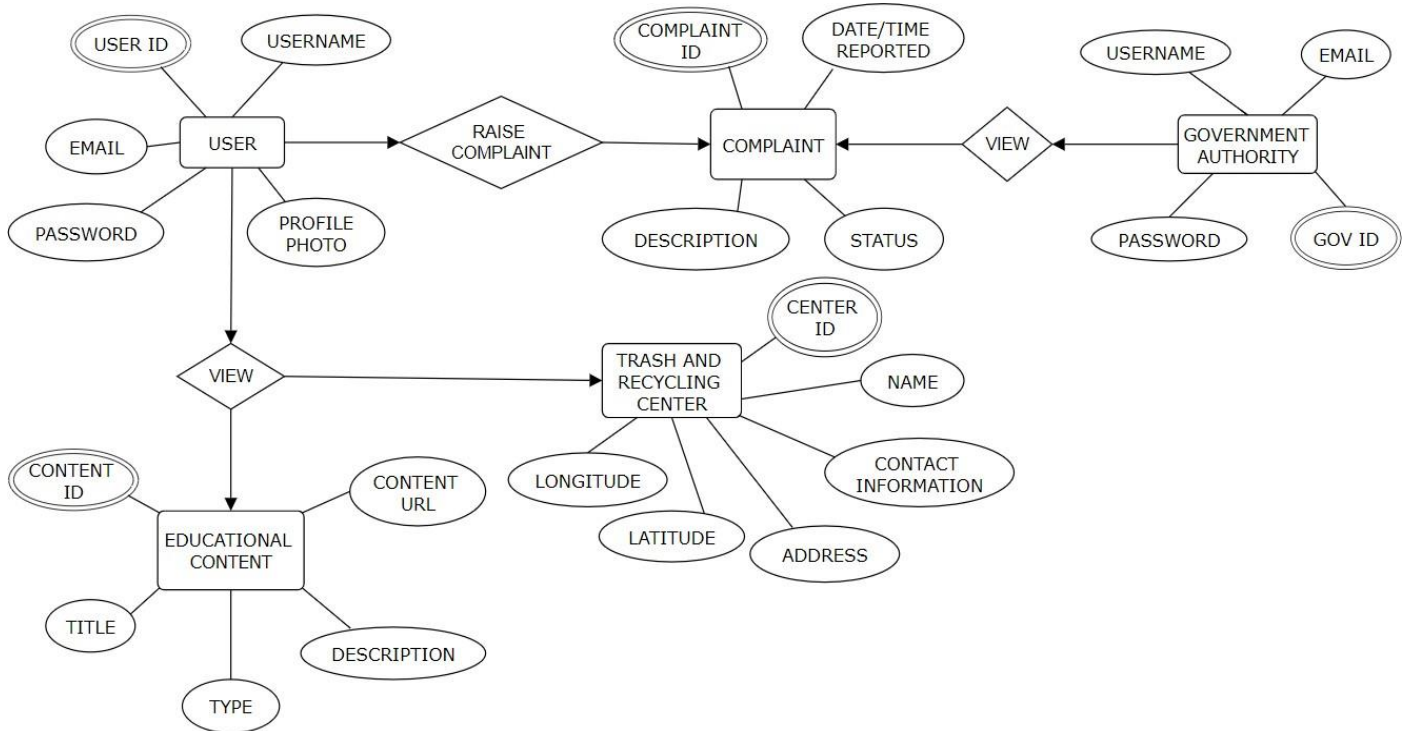 USER ID
USERNAME
EMAIL
USER
PASSWORD
PROFILE
PHOTO
RAISE
COMPLAINT
COMPLAINT
ID
DATE/TIME
REPORTED
COMPLAINT
DESCRIPTION
STATUS
VIEW
USERNAME
EMAIL
GOVERNMENT
AUTHORITY
PASSWORD
GOV ID
VIEW
TRASH AND
RECYCLING
CENTER
CENTER
ID
NAME
CONTACT
INFORMATION
LONGITUDE
LATITUDE
ADDRESS
CONTENT
ID
CONTENT
URL
EDUCATIONAL
CONTENT
TITLE
DESCRIPTION
TYPE